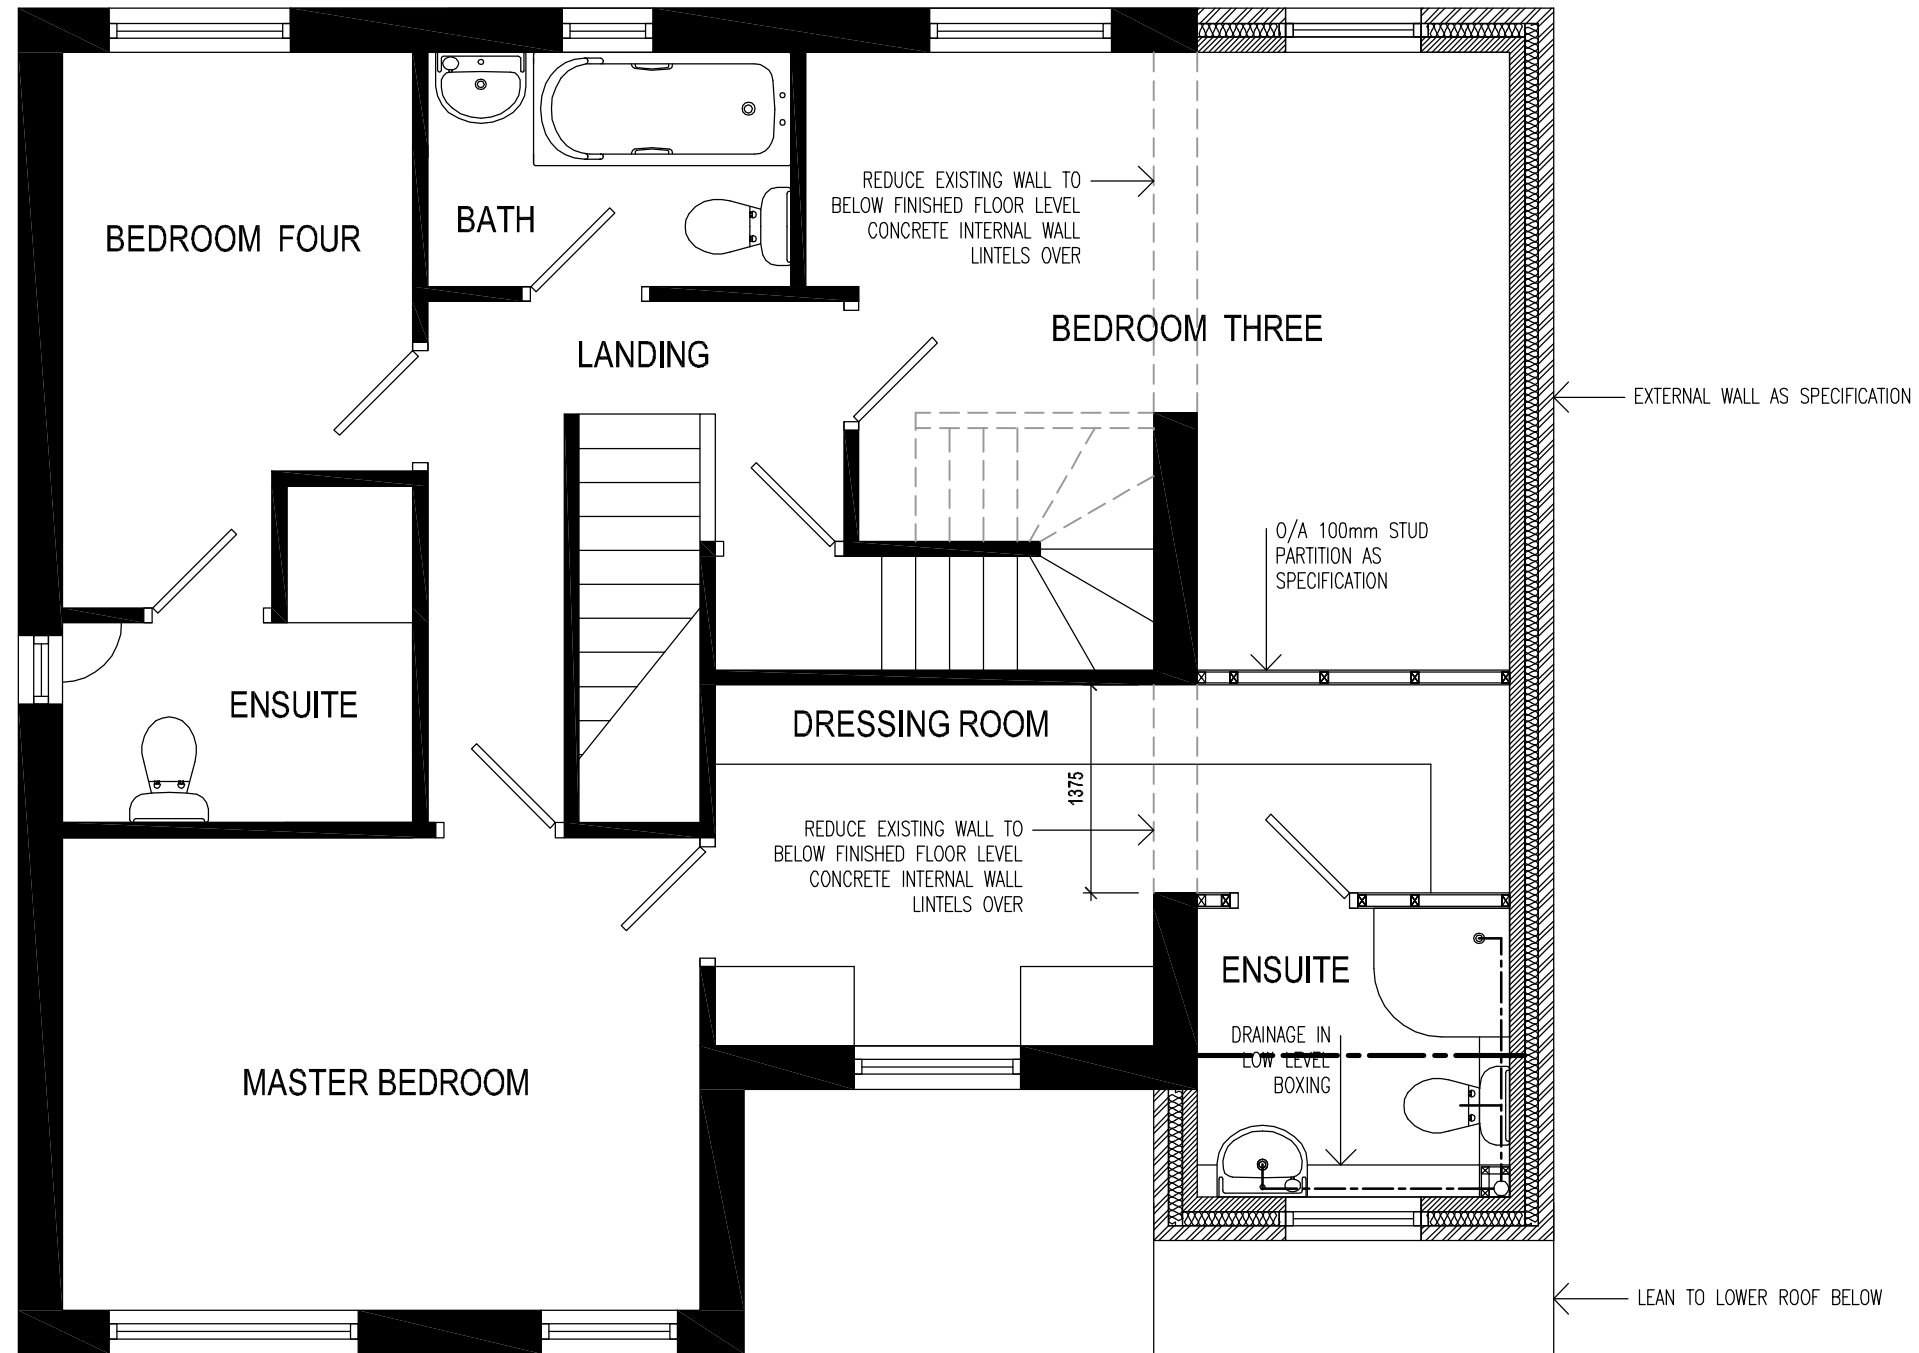 REDUCE EXISTING WALL TO
BELOW FINISHED FLOOR LEVEL
CONCRETE INTERNAL WALL
LINTELS OVER
BATH
BEDROOM FOUR
BEDROOM THREE
LANDING
EXTERNAL WALL AS SPECIFICATION
O/A 100mm STUD
PARTITION AS
SPECIFICATION
ENSUITE
DRESSING ROOM
1375
REDUCE EXISTING WALL TO
BELOW FINISHED FLOOR LEVEL
CONCRETE INTERNAL WALL
LINTELS OVER
ENSUITE
DRAINAGE IN
LOW LEVEL
BOXING
MASTER BEDROOM
LEAN TO LOWER ROOF BELOW